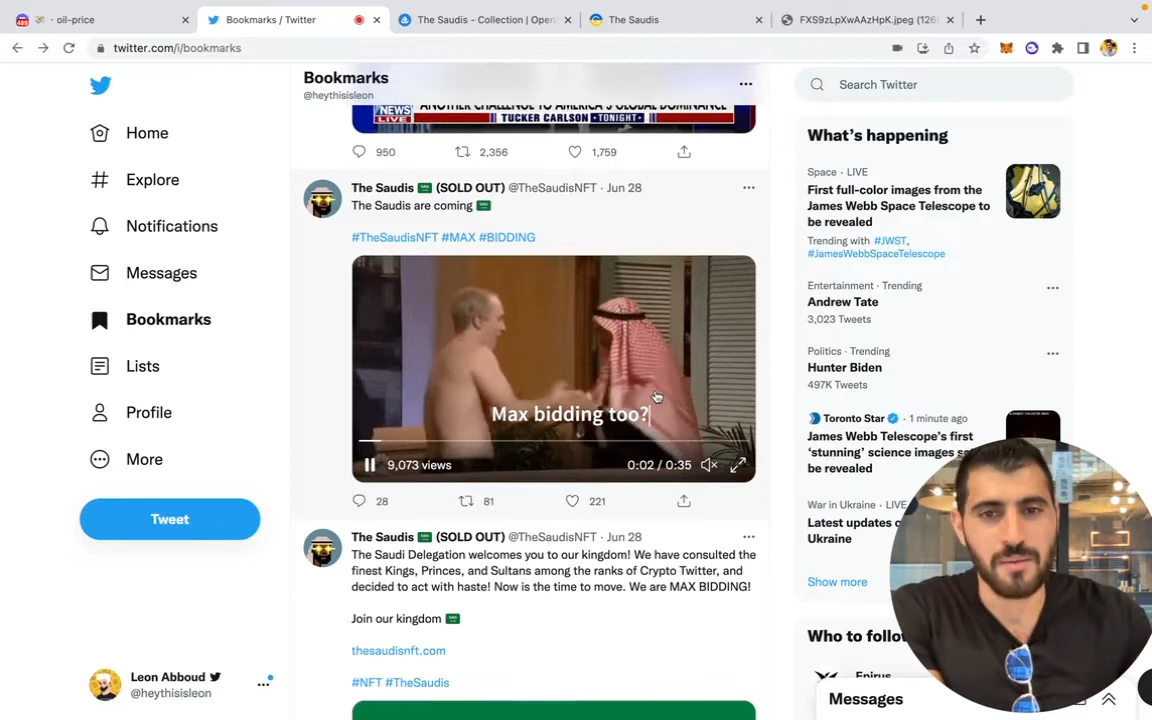 489
· oil-price
Bookmarks / Twitter
The Saudis - Collection | Open
The Saudis
FXS9zLpXwAAzHpK.jpeg (126
twitter.com/i/bookmarks
Bookmarks
@heythisisleon
Search Twitter
Home
Explore
Notifications
Messages
Bookmarks
Lists
Profile
More
Tweet
Leon Abboud
@heythisisleon
NEWS
LIVE
ANOTHER CHALLENGE TO AMERICA'S GLOBAL DOMINANCE
TUCKER CARLSON TONIGHT
950
2,356
1,759
The Saudis 🇸🇦 (SOLD OUT) @TheSaudisNFT · Jun 28
The Saudis are coming 🇸🇦
#TheSaudisNFT #MAX #BIDDING
Max bidding too?
9,073 views
0:02 / 0:35
28
81
221
The Saudis 🇸🇦 (SOLD OUT) @TheSaudisNFT · Jun 28
The Saudi Delegation welcomes you to our kingdom! We have consulted the
finest Kings, Princes, and Sultans among the ranks of Crypto Twitter, and
decided to act with haste! Now is the time to move. We are MAX BIDDING!
Join our kingdom 🇸🇦
thesaudisnft.com
#NFT #TheSaudis
What's happening
Space · LIVE
First full-color images from the
James Webb Space Telescope to
be revealed
Trending with #JWST,
#JamesWebbSpaceTelescope
Entertainment · Trending
Andrew Tate
3,023 Tweets
Politics · Trending
Hunter Biden
497K Tweets
Toronto Star · 1 minute ago
James Webb Telescope's first
'stunning' science images s
be revealed
War in Ukraine · LIVE
Latest updates
Ukraine
Show more
Who to follo
Epirus
Messages